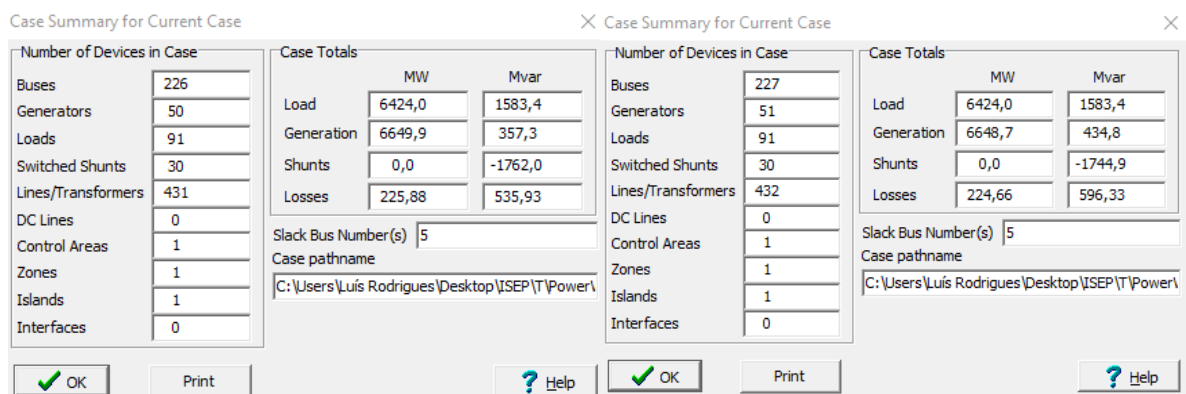 Case Summary for Current Case
Number of Devices in Case
Buses 226
Generators 50
Loads 91
Switched Shunts 30
Lines/Transformers 431
DC Lines 0
Control Areas 1
Zones 1
Islands 1
Interfaces 0
Case Totals
MW Mvar
Load 6424,0 1583,4
Generation 6649,9 357,3
Shunts 0,0 -1762,0
Losses 225,88 535,93
Slack Bus Number(s) 5
Case pathname
C:\Users\Luís Rodrigues\Desktop\ISEP\T\Power\
OK Print Help
Case Summary for Current Case
Number of Devices in Case
Buses 227
Generators 51
Loads 91
Switched Shunts 30
Lines/Transformers 432
DC Lines 0
Control Areas 1
Zones 1
Islands 1
Interfaces 0
Case Totals
MW Mvar
Load 6424,0 1583,4
Generation 6648,7 434,8
Shunts 0,0 -1744,9
Losses 224,66 596,33
Slack Bus Number(s) 5
Case pathname
C:\Users\Luís Rodrigues\Desktop\ISEP\T\Power\
OK Print Help